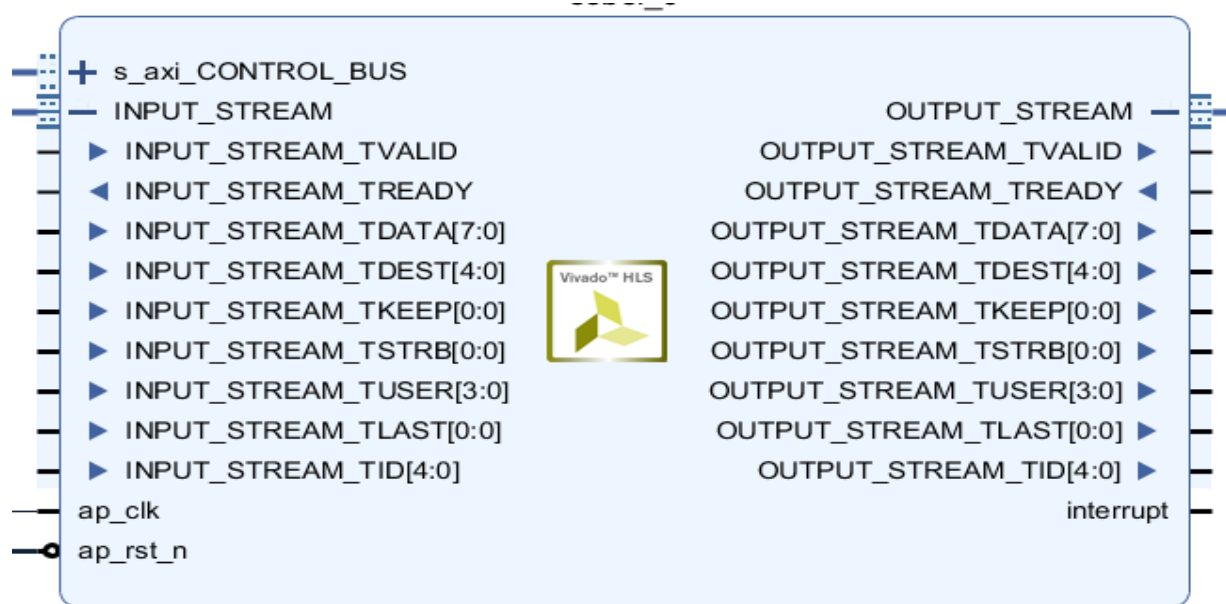 s_axi_CONTROL_BUS
INPUT_STREAM
INPUT_STREAM_TVALID
INPUT_STREAM_TREADY
INPUT_STREAM_TDATA[7:0]
INPUT_STREAM_TDEST[4:0]
INPUT_STREAM_TKEEP[0:0]
INPUT_STREAM_TSTRB[0:0]
INPUT_STREAM_TUSER[3:0]
INPUT_STREAM_TLAST[0:0]
INPUT_STREAM_TID[4:0]
ap_clk
ap_rst_n
Vivado™ HLS
OUTPUT_STREAM
OUTPUT_STREAM_TVALID
OUTPUT_STREAM_TREADY
OUTPUT_STREAM_TDATA[7:0]
OUTPUT_STREAM_TDEST[4:0]
OUTPUT_STREAM_TKEEP[0:0]
OUTPUT_STREAM_TSTRB[0:0]
OUTPUT_STREAM_TUSER[3:0]
OUTPUT_STREAM_TLAST[0:0]
OUTPUT_STREAM_TID[4:0]
interrupt